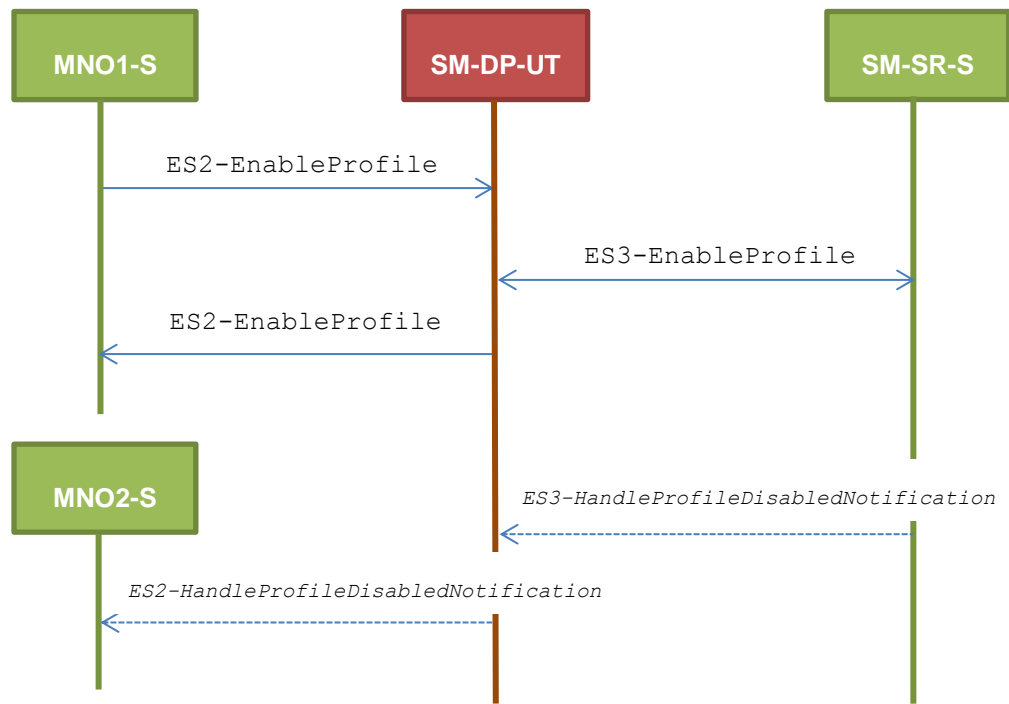 MNO1-S
SM-DP-UT
SM-SR-S
ES2-EnableProfile
ES3-EnableProfile
ES2-EnableProfile
MNO2-S
ES3-HandleProfileDisabledNotification
ES2-HandleProfileDisabledNotification